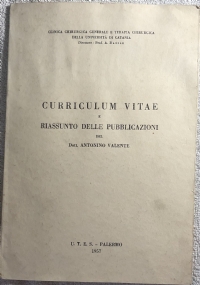 CLINICA CHIRURGICA GENERALE E TERAPIA CHIRURGICA
DELLA UNIVERSITÀ DI CATANIA
CURRICULUM VITAE
E
RIASSUNTO DELLE PUBBLICAZIONI
DEL
Dott. ANTONINO VALENTE
PALERMO
1957